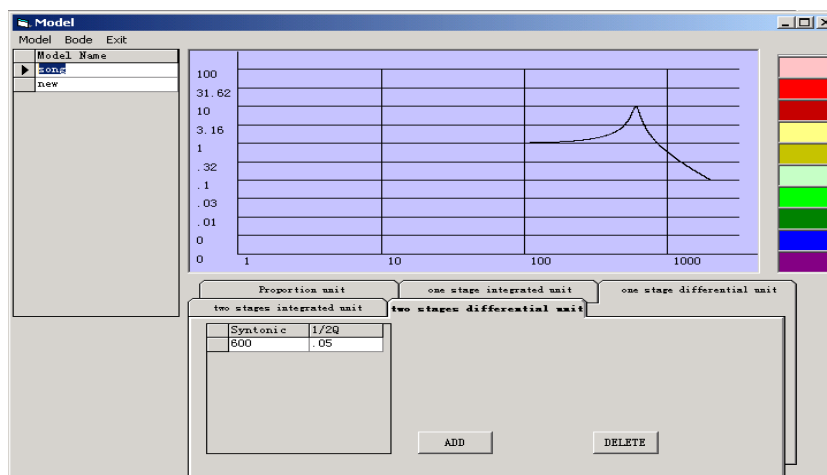 Model
Model Bode Exit
Model Name
song
new
100
31.62
10
3.16
1
.32
.1
.03
.01
0
0
1 10 100 1000
Proportion unit one stage integrated unit one stage differential unit
two stages integrated unit two stages differential unit
Syntonic 1/2Q
600 .05
ADD DELETE